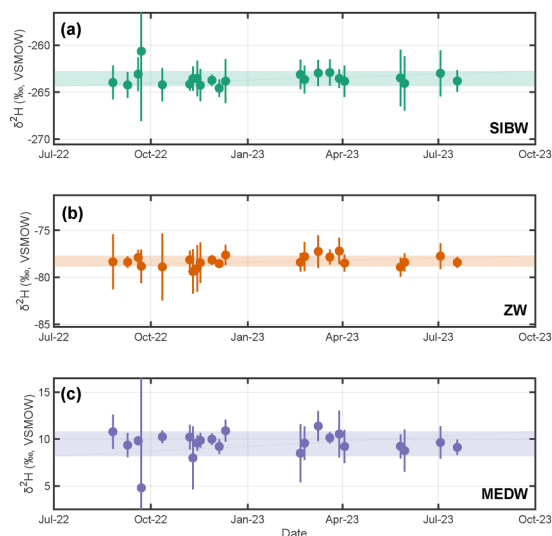 (a)
-260
-265
-270
δ²H (‰, VSMOW)
SIBW
Jul-22 Oct-22 Jan-23 Apr-23 Jul-23 Oct-23
(b)
-75
-80
-85
δ²H (‰, VSMOW)
ZW
Jul-22 Oct-22 Jan-23 Apr-23 Jul-23 Oct-23
(c)
15
10
5
δ²H (‰, VSMOW)
MEDW
Jul-22 Oct-22 Jan-23 Apr-23 Jul-23 Oct-23
Date